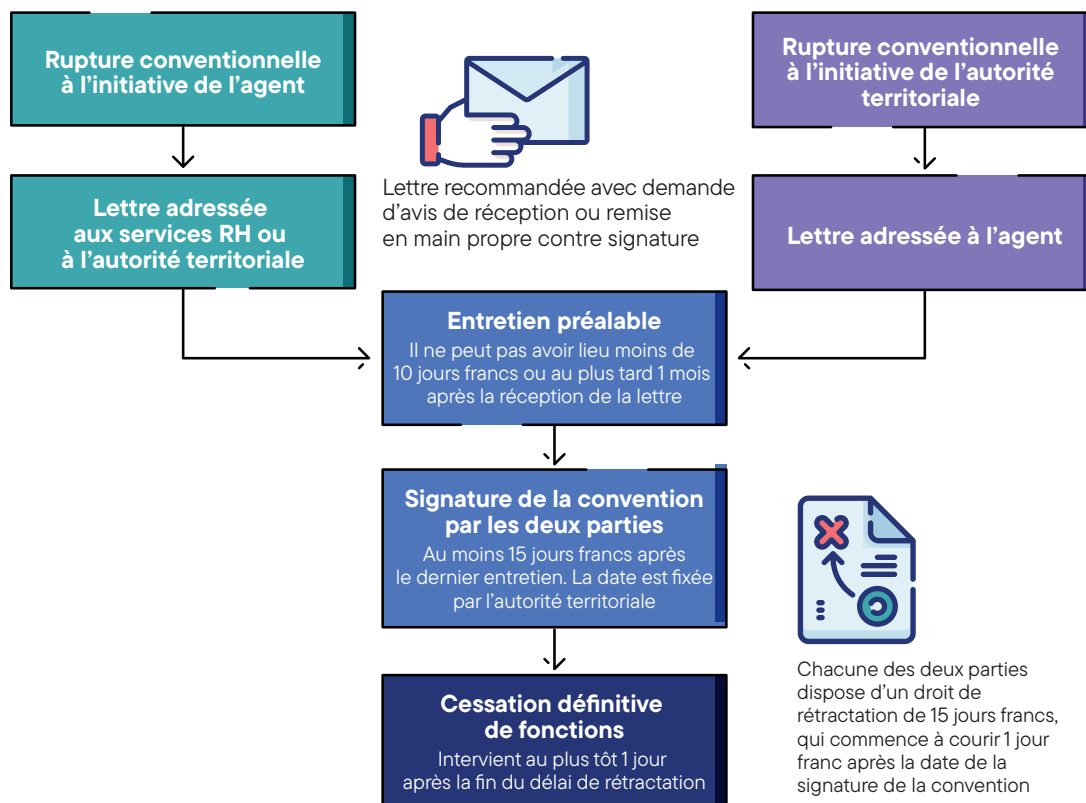 Rupture conventionnelle
à l’initiative de l’agent
Rupture conventionnelle
à l’initiative de l’autorité
territoriale
Lettre recommandée avec demande
d’avis de réception ou remise
en main propre contre signature
Lettre adressée
aux services RH ou
à l’autorité territoriale
Lettre adressée à l’agent
Entretien préalable
Il ne peut pas avoir lieu moins de
10 jours francs ou au plus tard 1 mois
après la réception de la lettre
Signature de la convention
par les deux parties
Au moins 15 jours francs après
le dernier entretien. La date est fixée
par l’autorité territoriale
Chacune des deux parties
dispose d’un droit de
rétractation de 15 jours francs,
qui commence à courir 1 jour
franc après la date de la
signature de la convention
Cessation définitive
de fonctions
Intervient au plus tôt 1 jour
après la fin du délai de rétractation